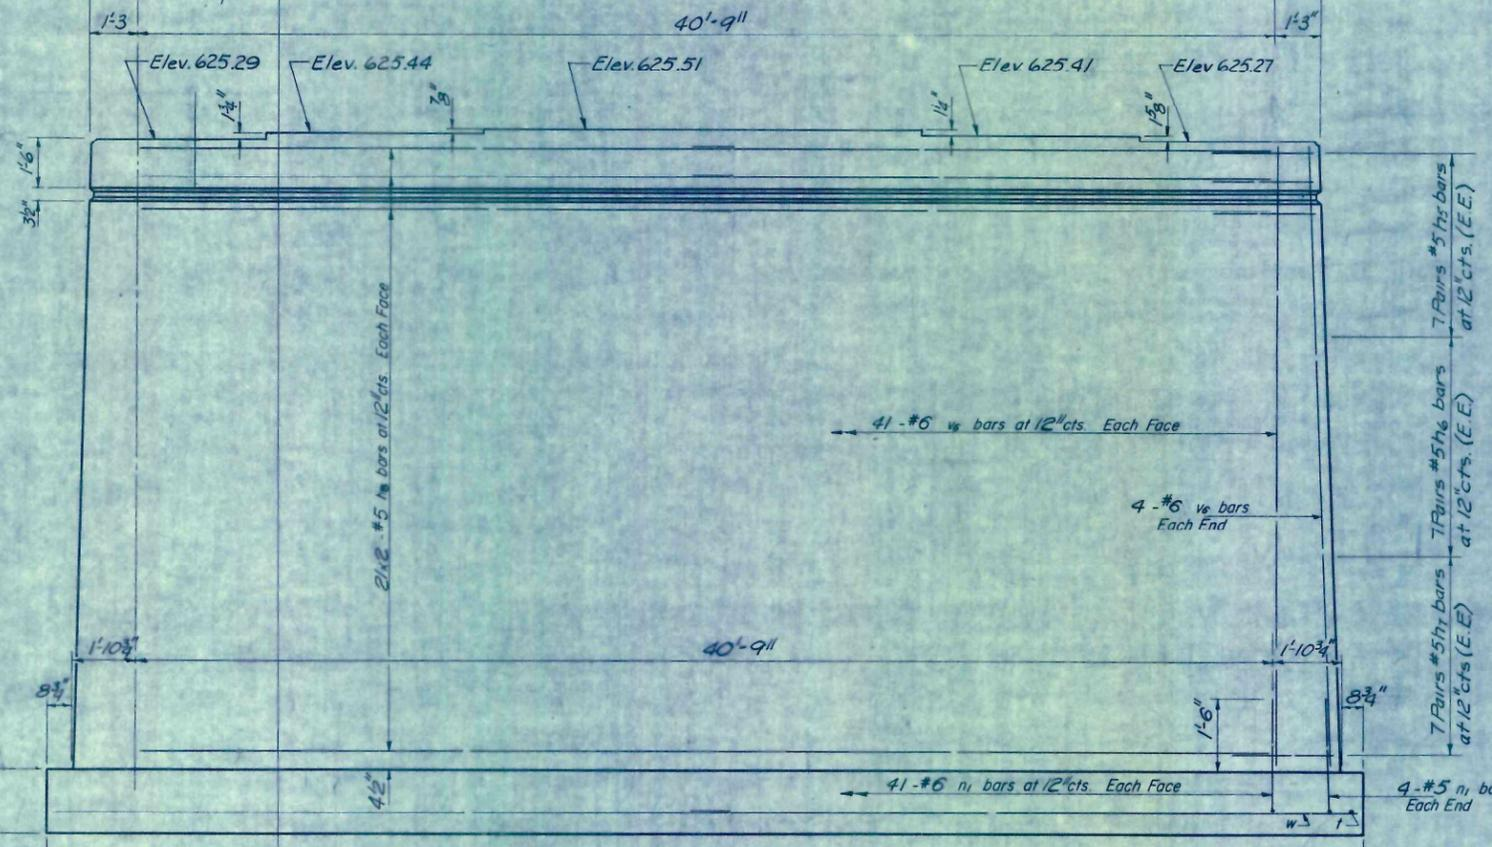 1'-3 40'-9" 1'-3"
Elev. 625.29 Elev. 625.44 Elev. 625.51 Elev 625.41 Elev 625.27
1¾" 7/8" 1¼" 1⅝"
1'-6"
3½"
7 Pairs #5 h5 bars
at 12" cts. (E.E.)
21x2 - #5 bars at 12" cts. Each Face
41-#6 v6 bars at 12" cts. Each Face
7 Pairs #5 h6 bars
at 12" cts. (E.E.)
4-#6 v6 bars
Each End
1'-10¾" 40'-9" 1'-10¾"
7 Pairs #5 h7 bars
at 12" cts (E.E)
8¾" 8¾"
1'-6"
4½"
41-#6 n1 bars at 12" cts. Each Face
4-#5 n1 ba
Each End
w t